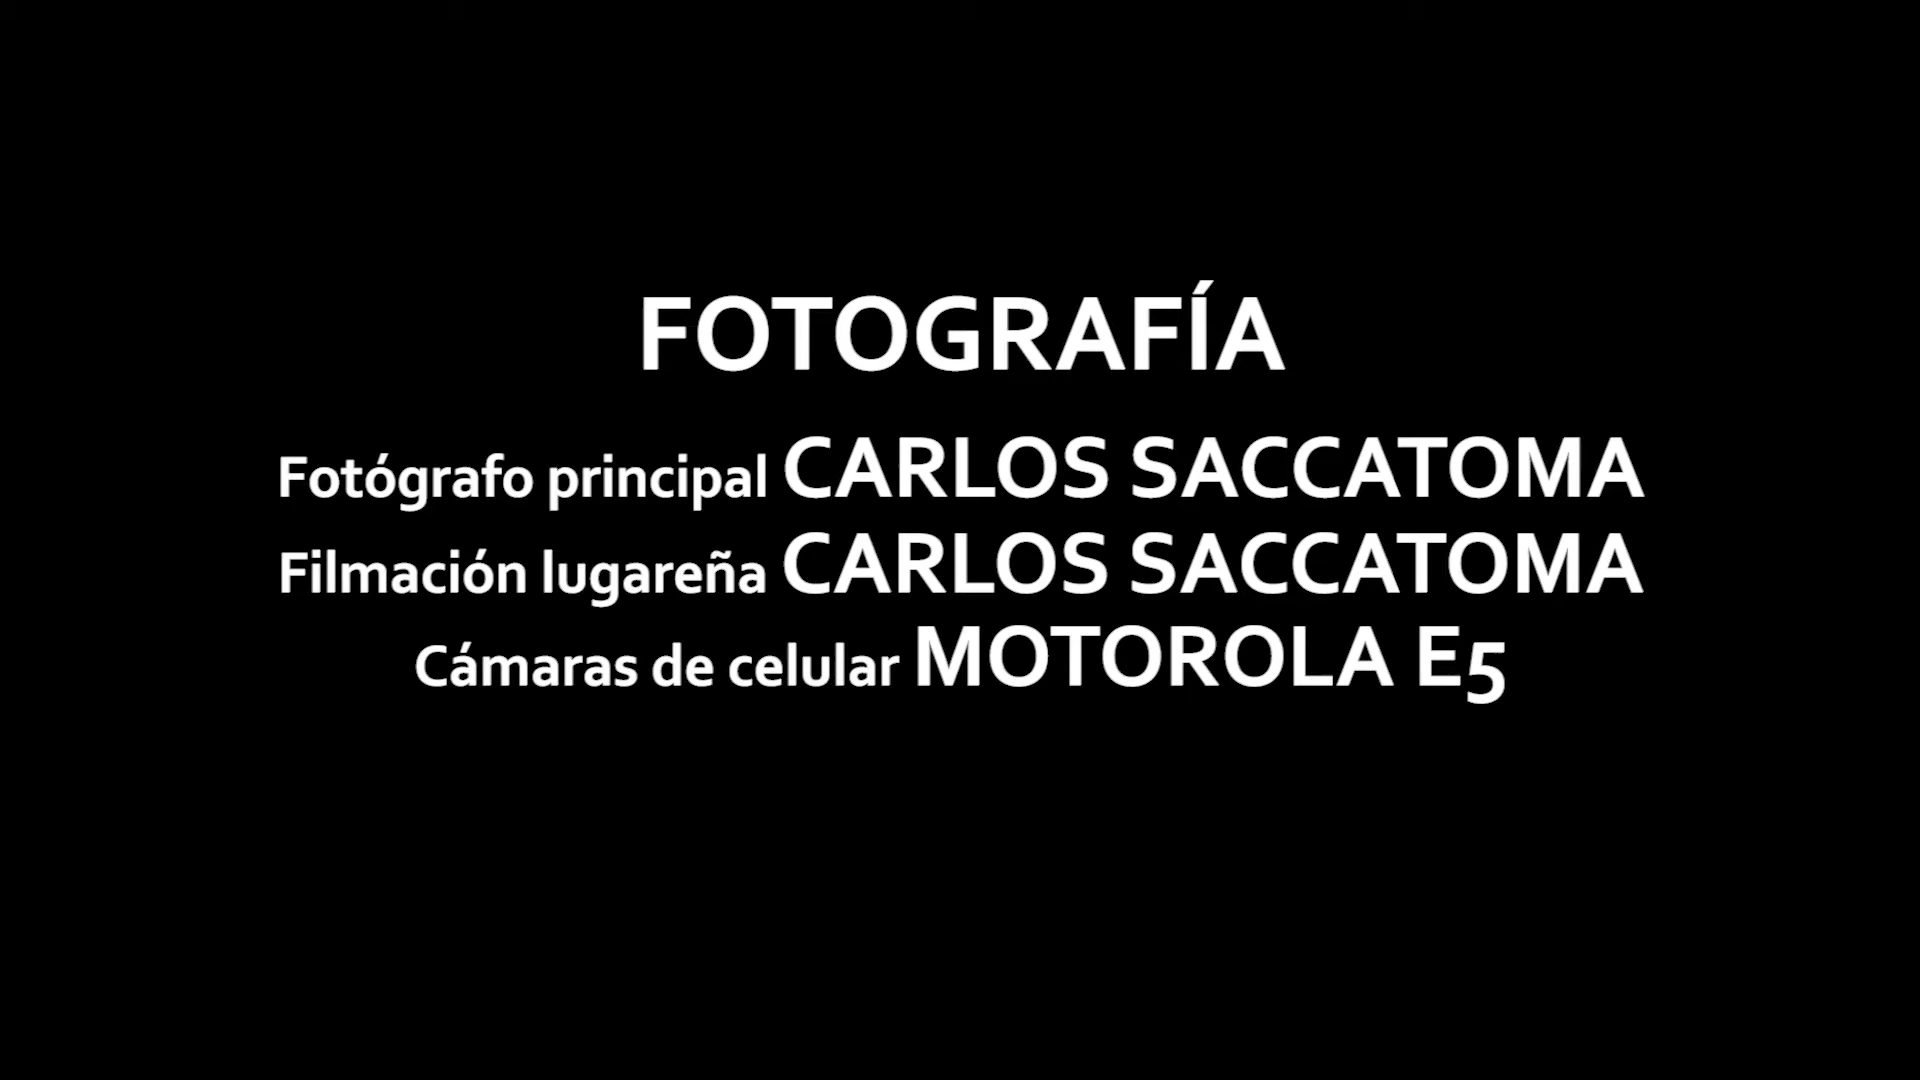 FOTOGRAFÍA
Fotógrafo principal CARLOS SACCATOMA
Filmación lugareña CARLOS SACCATOMA
Cámaras de celular MOTOROLA E5